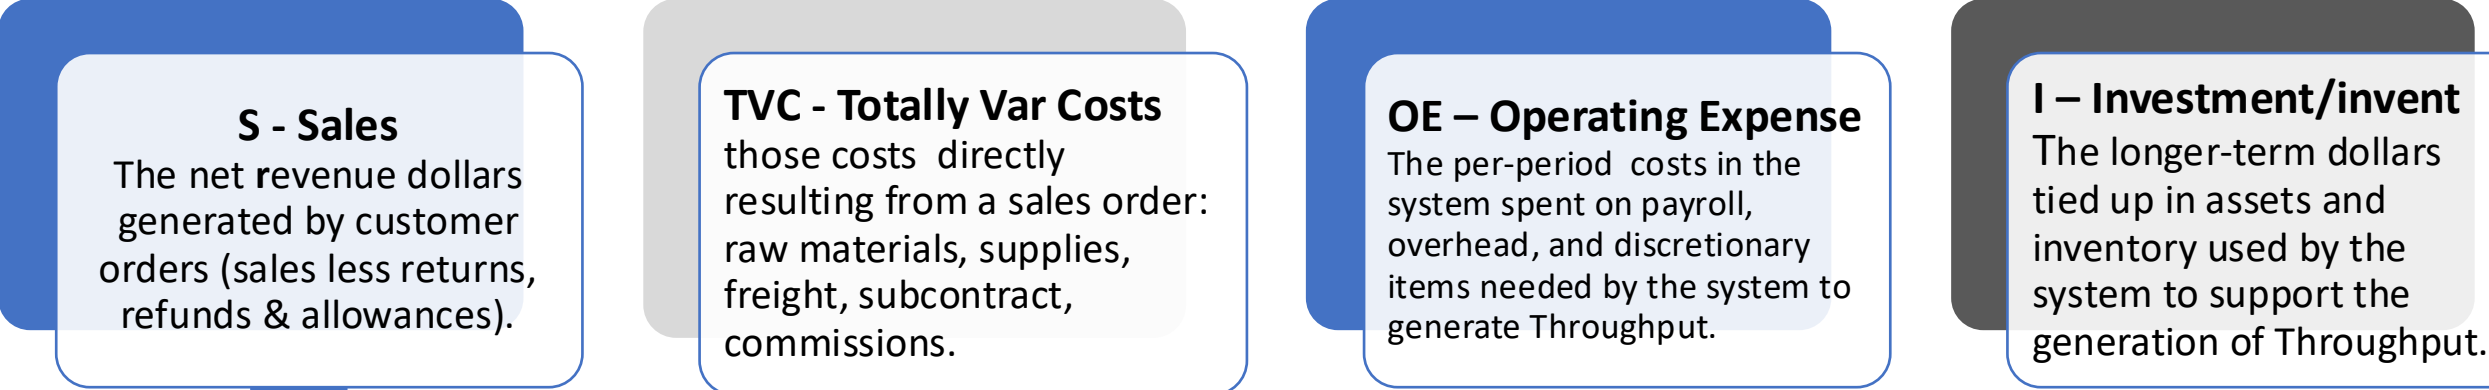 S - Sales
The net revenue dollars
generated by customer
orders (sales less returns,
refunds & allowances).
TVC - Totally Var Costs
those costs  directly
resulting from a sales order:
raw materials, supplies,
freight, subcontract,
commissions.
OE – Operating Expense
The per-period  costs in the
system spent on payroll,
overhead, and discretionary
items needed by the system to
generate Throughput.
I – Investment/invent
The longer-term dollars
tied up in assets and
inventory used by the
system to support the
generation of Throughput.